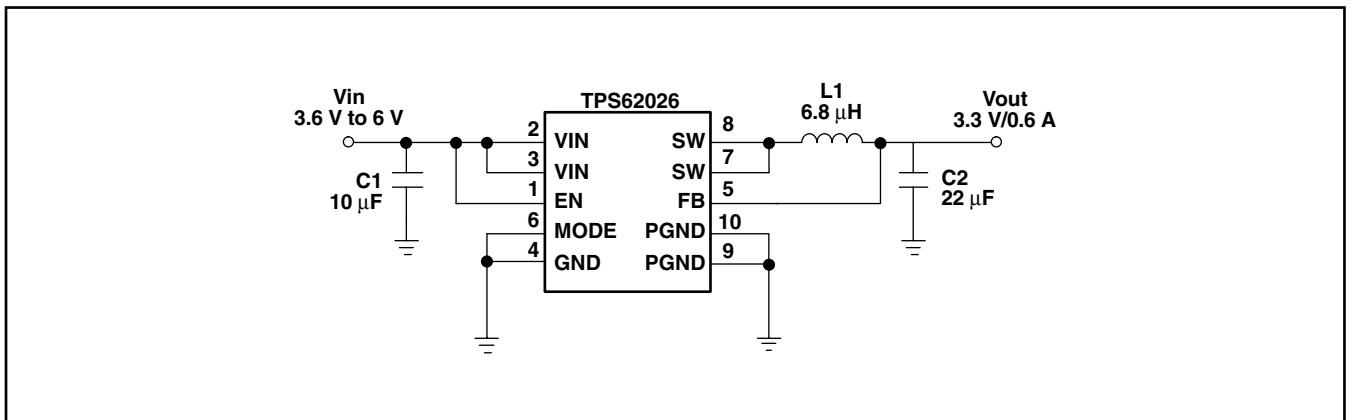 TPS62026
Vin
3.6 V to 6 V
C1
10 μF
2
3
1
6
4
VIN
VIN
EN
MODE
GND
SW
SW
FB
PGND
PGND
8
7
5
10
9
L1
6.8 μH
Vout
3.3 V/0.6 A
C2
22 μF